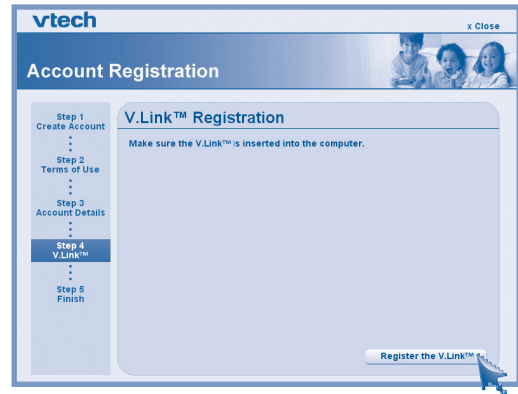 vtech
x Close
Account Registration
Step 1
Create Account
Step 2
Terms of Use
Step 3
Account Details
Step 4
V.Link™
Step 5
Finish
V.Link™ Registration
Make sure the V.Link™ is inserted into the computer.
Register the V.Link™